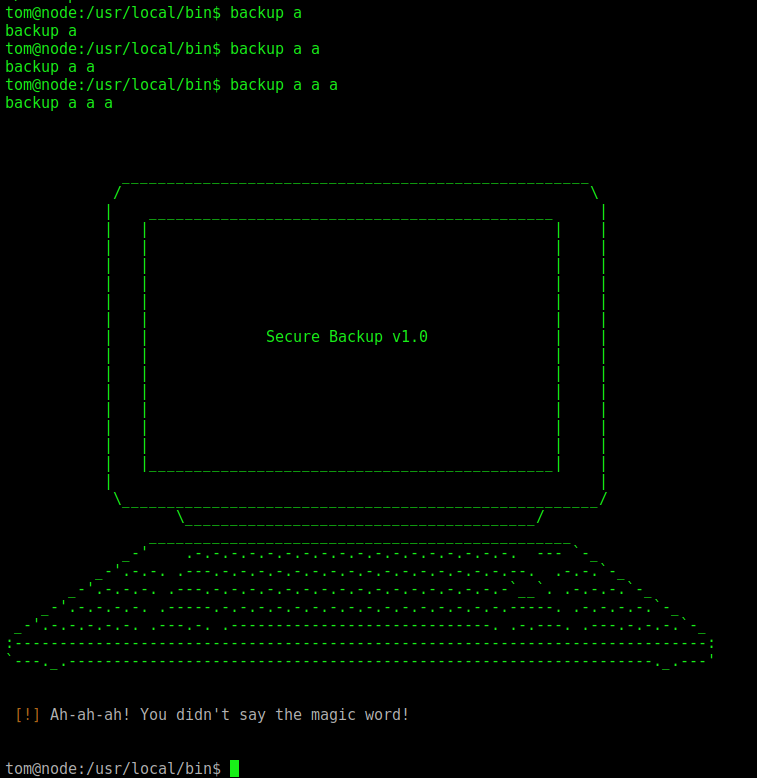 tom@node:/usr/local/bin$ backup a
backup a
tom@node:/usr/local/bin$ backup a a
backup a a
tom@node:/usr/local/bin$ backup a a a
backup a a a
Secure Backup v1.0
[!] Ah-ah-ah! You didn't say the magic word!
tom@node:/usr/local/bin$